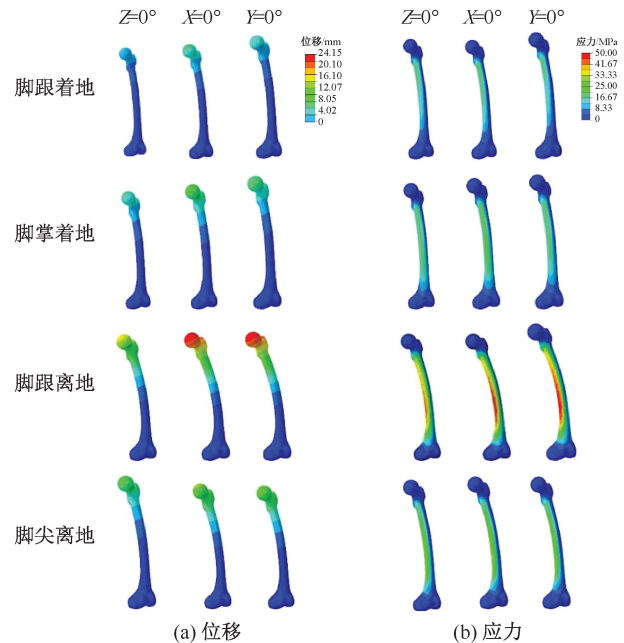 Z=0° X=0° Y=0° Z=0° X=0° Y=0°
位移/mm
24.15
20.10
16.10
12.07
8.05
4.02
0
应力/MPa
50.00
41.67
33.33
25.00
16.67
8.33
0
脚跟着地
脚掌着地
脚跟离地
脚尖离地
(a) 位移
(b) 应力